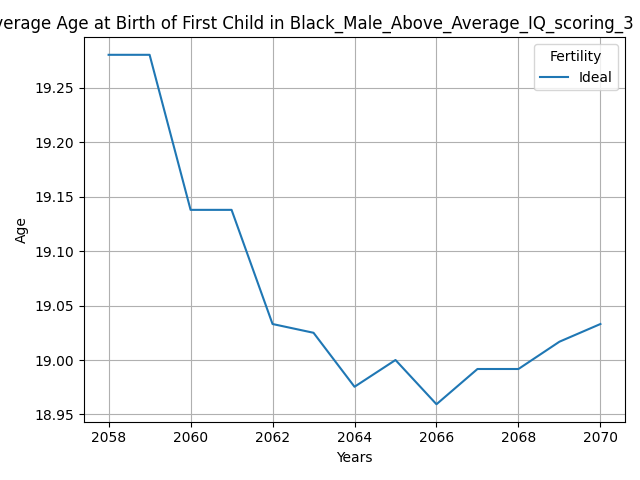 verage Age at Birth of First Child in Black_Male_Above_Average_IQ_scoring_3
Fertility
Ideal
19.25
19.20
19.15
19.10
19.05
19.00
18.95
Age
2058 2060 2062 2064 2066 2068 2070
Years